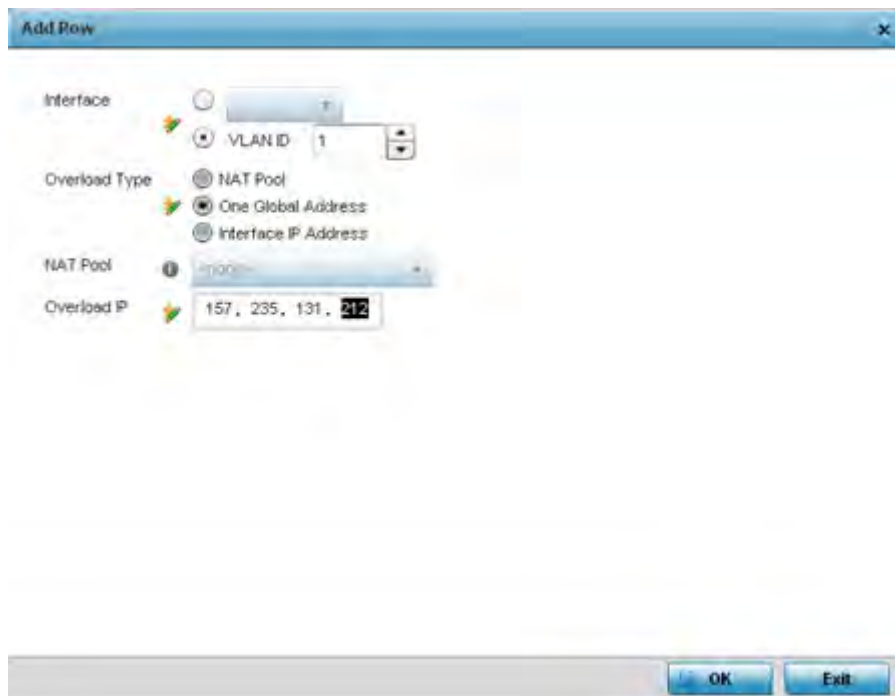 Add Row
Interface
VLAN ID 1
Overload Type NAT Pool
One Global Address
Interface IP Address
NAT Pool <none>
Overload IP 157. 235. 131. 212
OK Exit